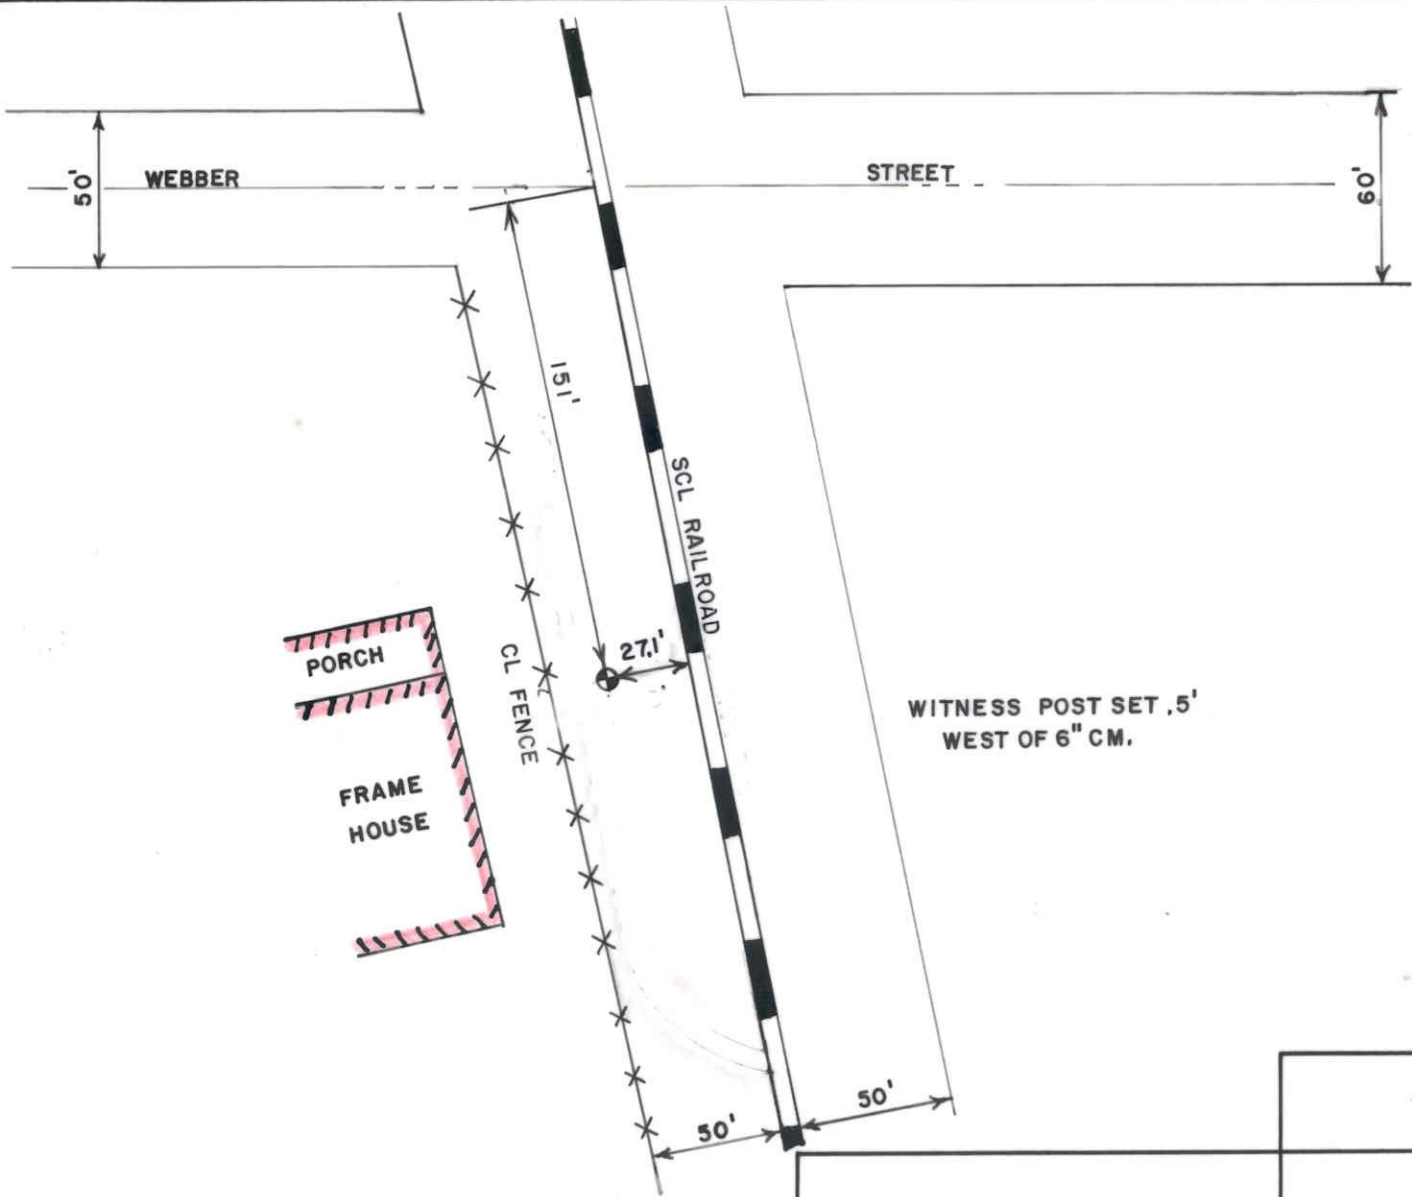 50'
WEBBER
STREET
60'
151'
SCL RAILROAD
27.1'
PORCH
CL FENCE
FRAME
HOUSE
WITNESS POST SET .5'
WEST OF 6" CM.
50'
50'